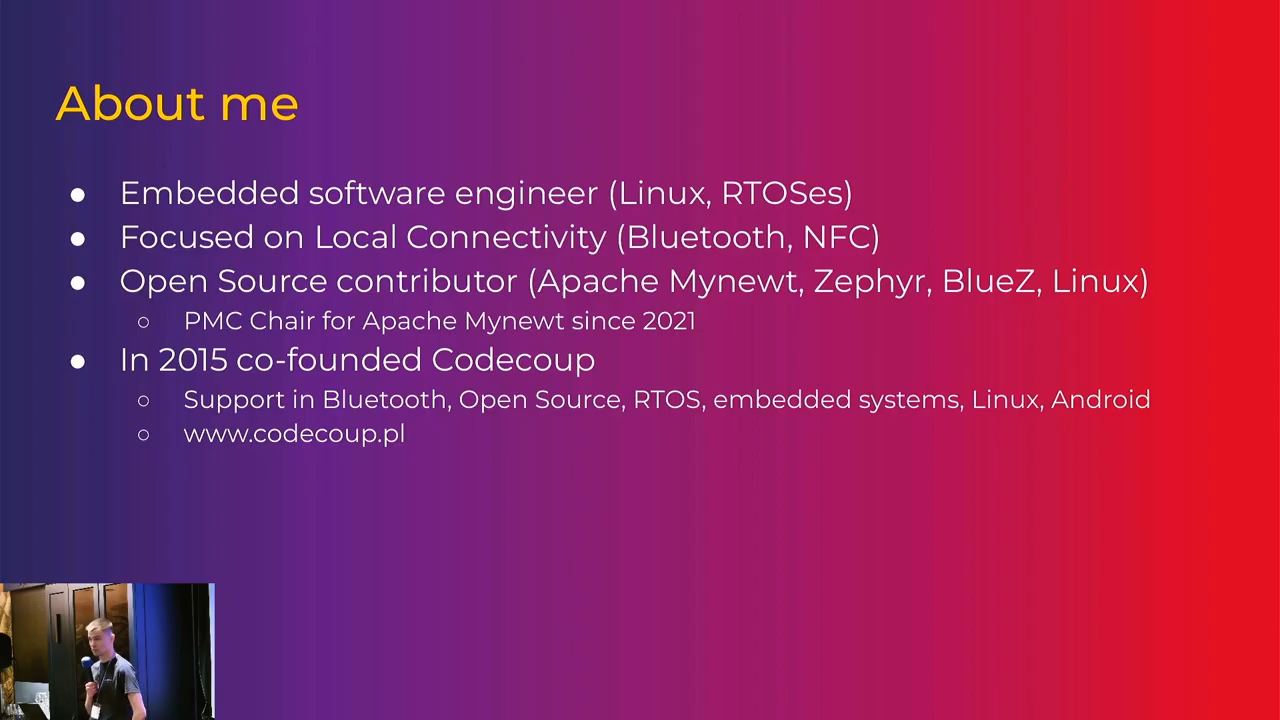 About me
● Embedded software engineer (Linux, RTOSes)
● Focused on Local Connectivity (Bluetooth, NFC)
● Open Source contributor (Apache Mynewt, Zephyr, BlueZ, Linux)
○ PMC Chair for Apache Mynewt since 2021
● In 2015 co-founded Codecoup
○ Support in Bluetooth, Open Source, RTOS, embedded systems, Linux, Android
○ www.codecoup.pl